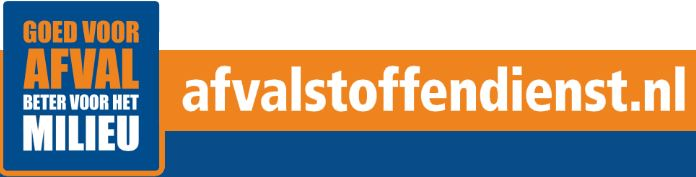 GOED VOOR
AFVAL
BETER VOOR HET
MILIEU
afvalstoffendienst.nl